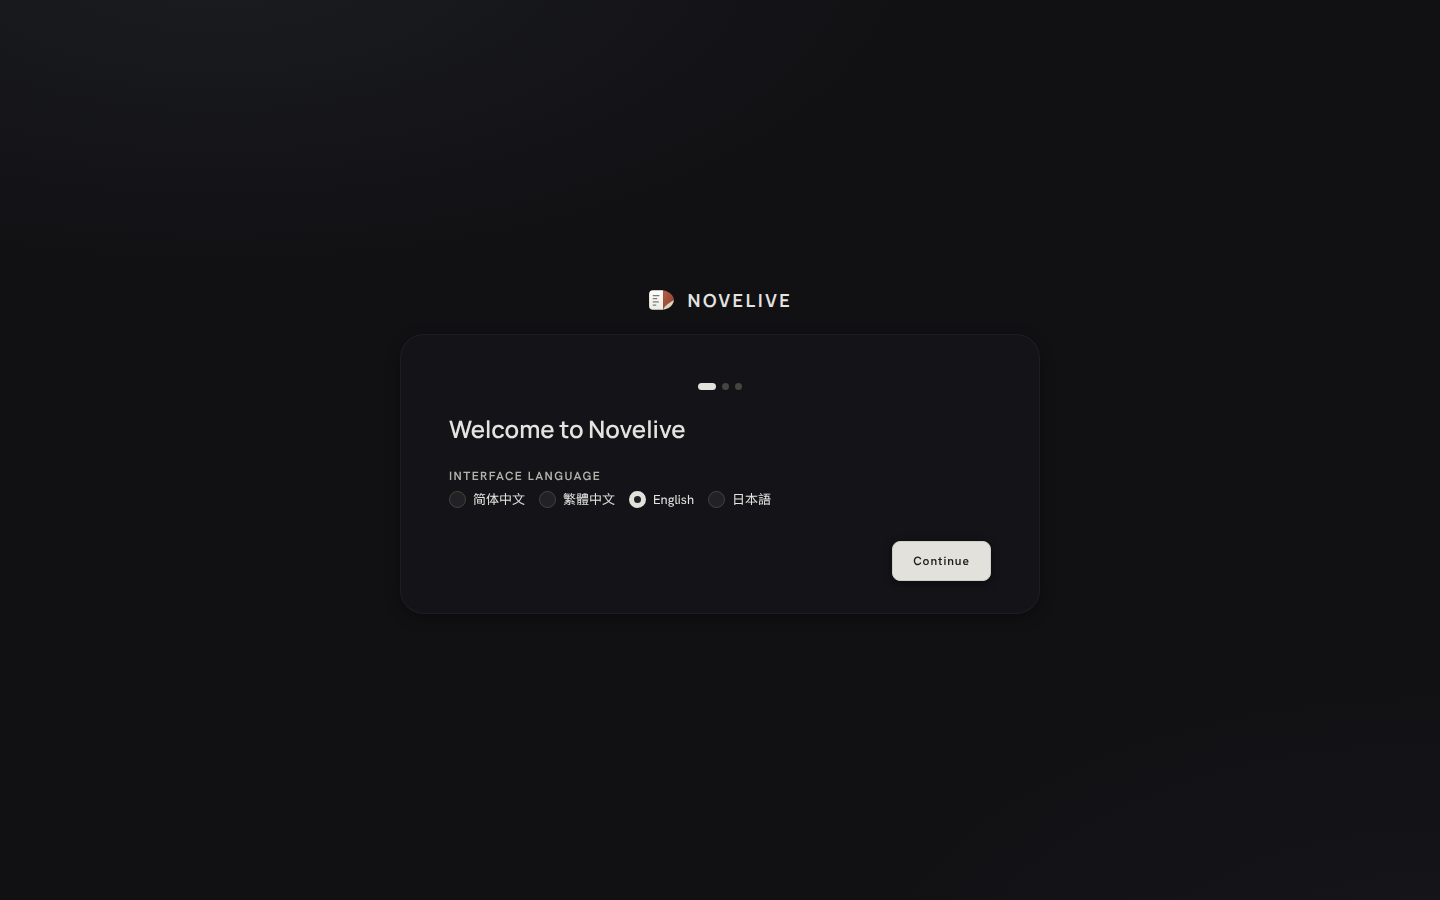 NOVELIVE
Welcome to Novelive
INTERFACE LANGUAGE
简体中文 繁體中文 English 日本語
Continue